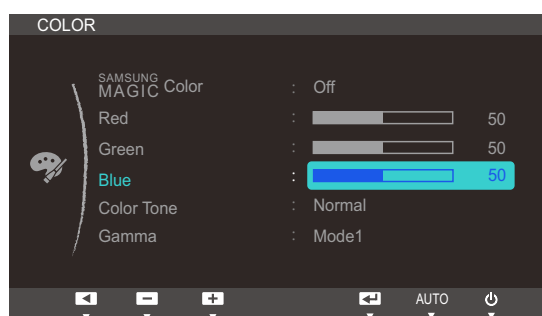 COLOR
SAMSUNG MAGIC Color : Off
Red : 50
Green : 50
Blue : 50
Color Tone : Normal
Gamma : Mode1
AUTO